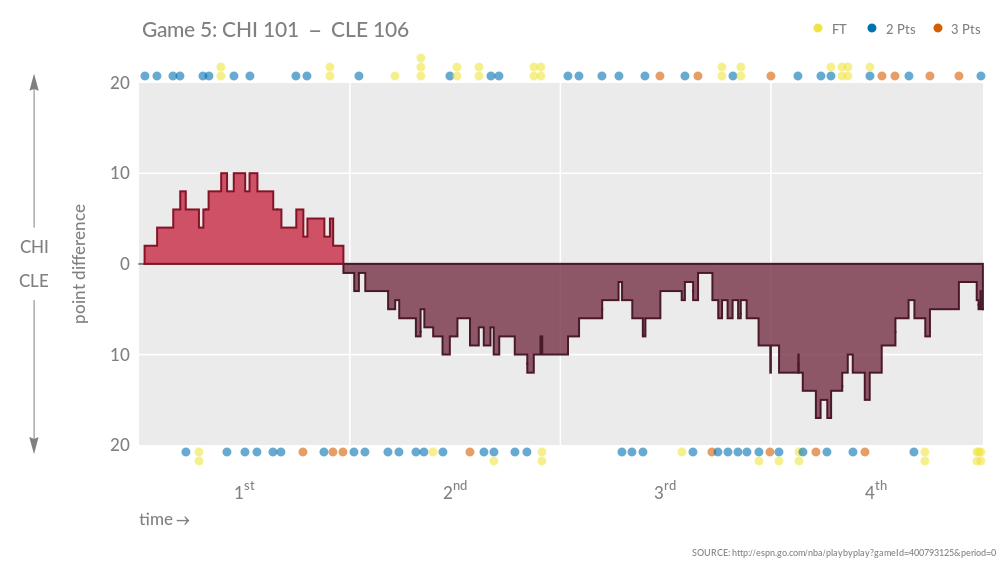 Game 5: CHI 101 – CLE 106
FT 2 Pts 3 Pts
20
10
0
10
20
CHI
CLE
point difference
1st 2nd 3rd 4th
time→
SOURCE: http://espn.go.com/nba/playbyplay?gameId=400793125&period=0